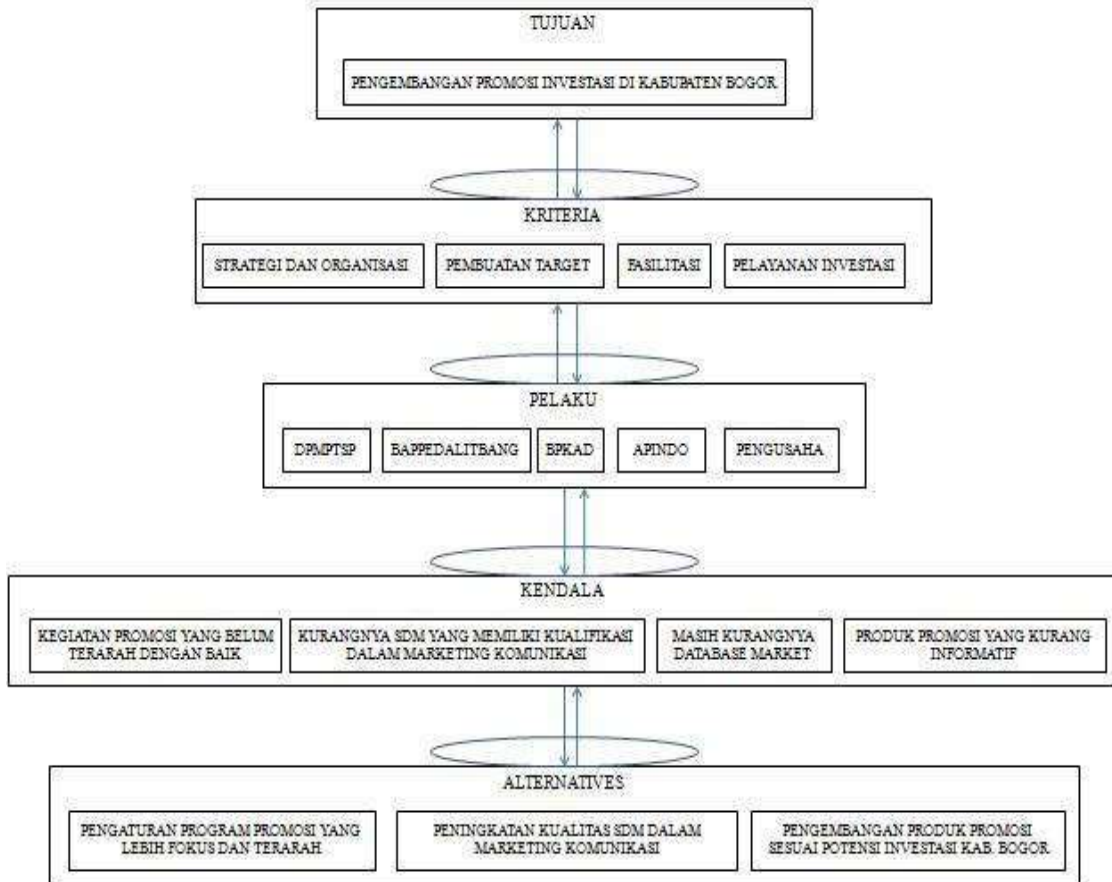 TUJUAN
PENGEMBANGAN PROMOSI INVESTASI DI KABUPATEN BOGOR
KRITERIA
STRATEGI DAN ORGANISASI
PEMBUATAN TARGET
FASILITASI
PELAYANAN INVESTASI
PELAKU
DPMPTSP
BAPPEDALITBANG
BPKAD
APINDO
PENGUSAHA
KENDALA
KEGIATAN PROMOSI YANG BELUM
TERARAH DENGAN BAIK
KURANGNYA SDM YANG MEMILIKI KUALIFIKASI
DALAM MARKETING KOMUNIKASI
MASIH KURANGNYA
DATABASE MARKET
PRODUK PROMOSI YANG KURANG
INFORMATIF
ALTERNATIVES
PENGATURAN PROGRAM PROMOSI YANG
LEBIH FOKUS DAN TERARAH
PENINGKATAN KUALITAS SDM DALAM
MARKETING KOMUNIKASI
PENGEMBANGAN PRODUK PROMOSI
SESUAI POTENSI INVESTASI KAB. BOGOR